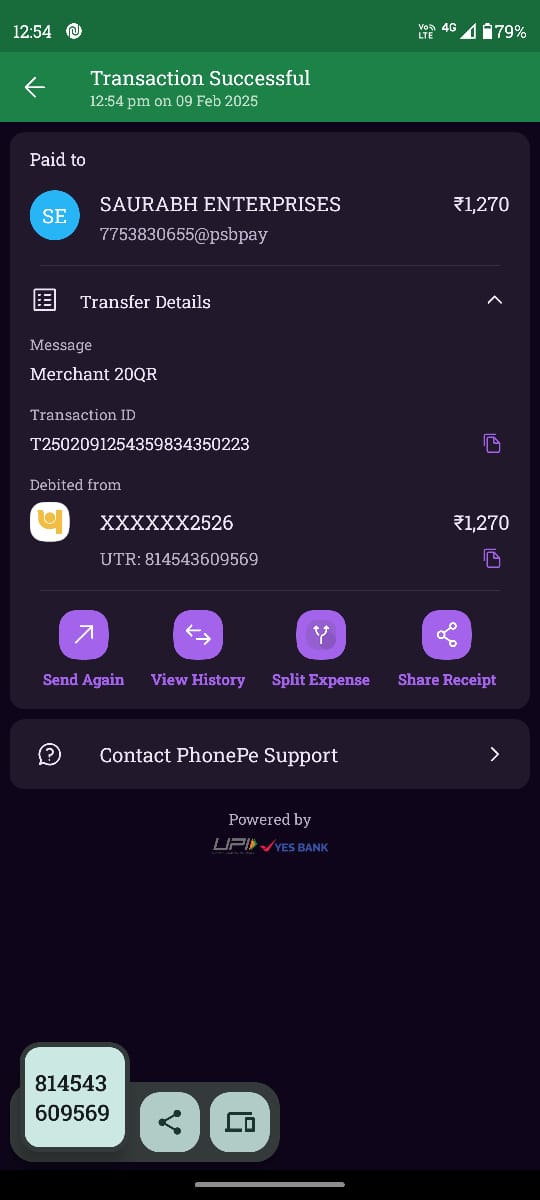 12:54
Vo))
LTE
4G
79%
Transaction Successful
12:54 pm on 09 Feb 2025
Paid to
SE
SAURABH ENTERPRISES
₹1,270
7753830655@psbpay
Transfer Details
Message
Merchant 20QR
Transaction ID
T2502091254359834350223
Debited from
XXXXXX2526
₹1,270
UTR: 814543609569
Send Again
View History
Split Expense
Share Receipt
Contact PhonePe Support
Powered by
UPI
YES BANK
814543
609569